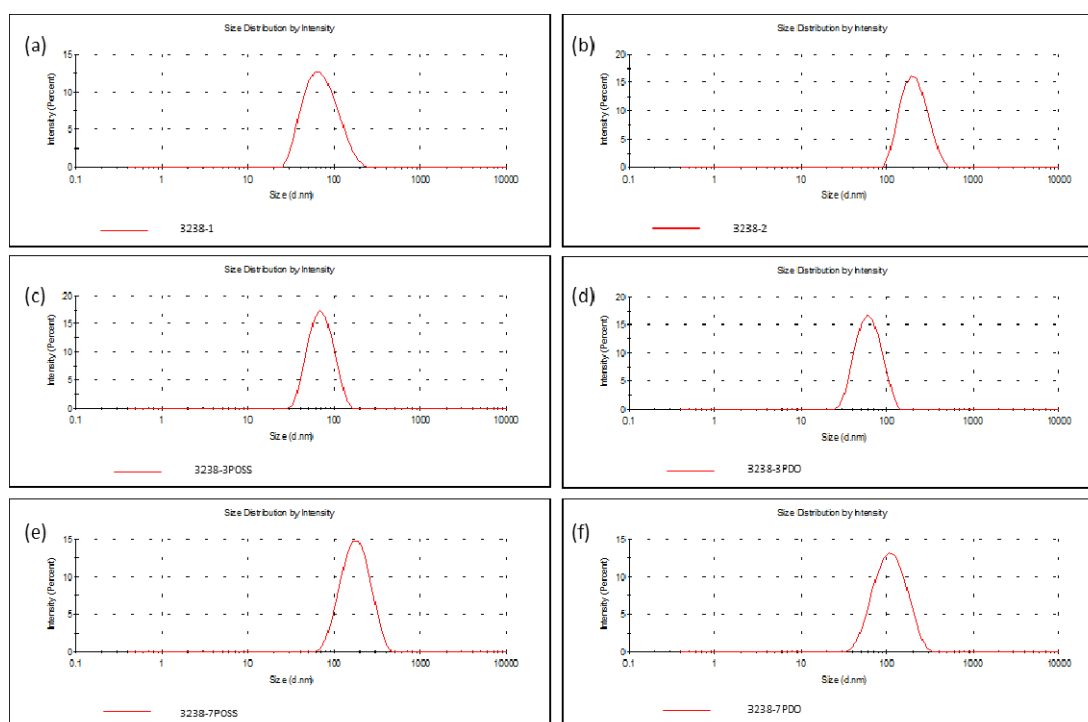 (a)
Size Distribution by Intensity
Intensity (Percent)
15
10
5
0
0.1 1 10 100 1000 10000
Size (d.nm)
3238-1
(b)
Size Distribution by Intensity
Intensity (Percent)
20
15
10
5
0
0.1 1 10 100 1000 10000
Size (d.nm)
3238-2
(c)
Size Distribution by Intensity
Intensity (Percent)
20
15
10
5
0
0.1 1 10 100 1000 10000
Size (d.nm)
3238-3POSS
(d)
Size Distribution by Intensity
Intensity (Percent)
20
15
10
5
0
0.1 1 10 100 1000 10000
Size (d.nm)
3238-3PDO
(e)
Size Distribution by Intensity
Intensity (Percent)
15
10
5
0
0.1 1 10 100 1000 10000
Size (d.nm)
3238-7POSS
(f)
Size Distribution by Intensity
Intensity (Percent)
15
10
5
0
0.1 1 10 100 1000 10000
Size (d.nm)
3238-7PDO